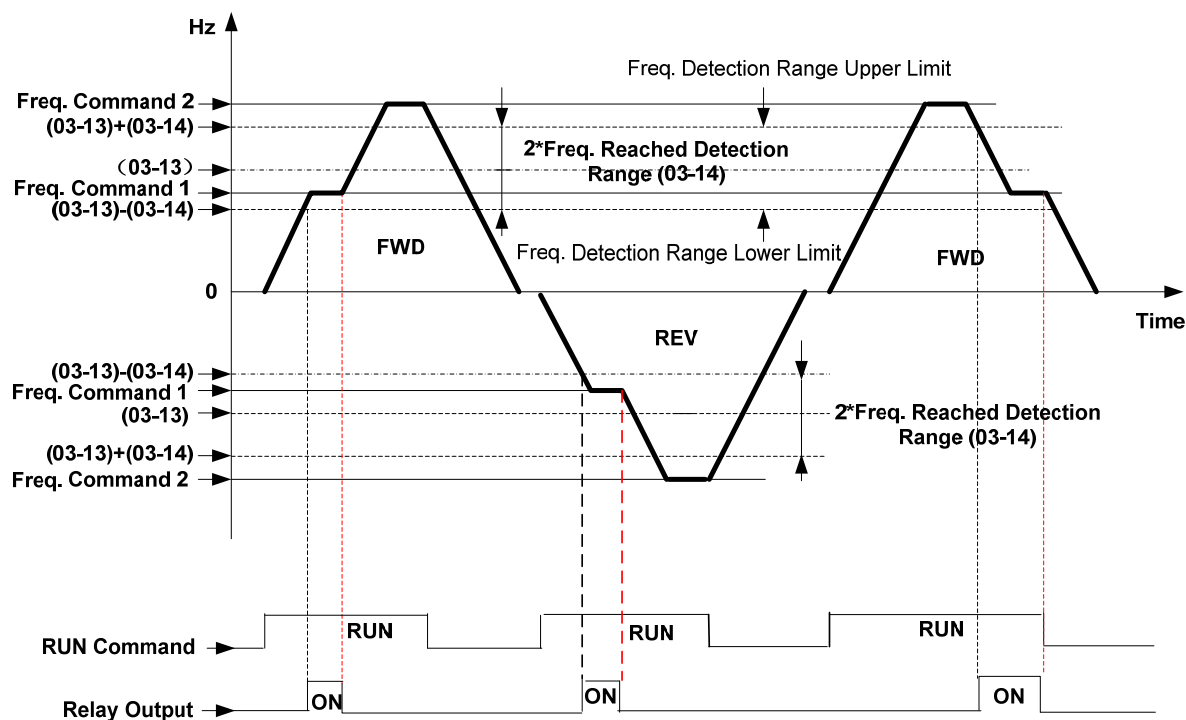 Hz
Freq. Detection Range Upper Limit
Freq. Command 2
(03-13)+(03-14)
2*Freq. Reached Detection
Range (03-14)
（03-13）
Freq. Command 1
(03-13)-(03-14)
FWD
Freq. Detection Range Lower Limit
FWD
0
Time
REV
(03-13)-(03-14)
Freq. Command 1
(03-13)
2*Freq. Reached Detection
Range (03-14)
(03-13)+(03-14)
Freq. Command 2
RUN Command
RUN
RUN
RUN
Relay Output
ON
ON
ON